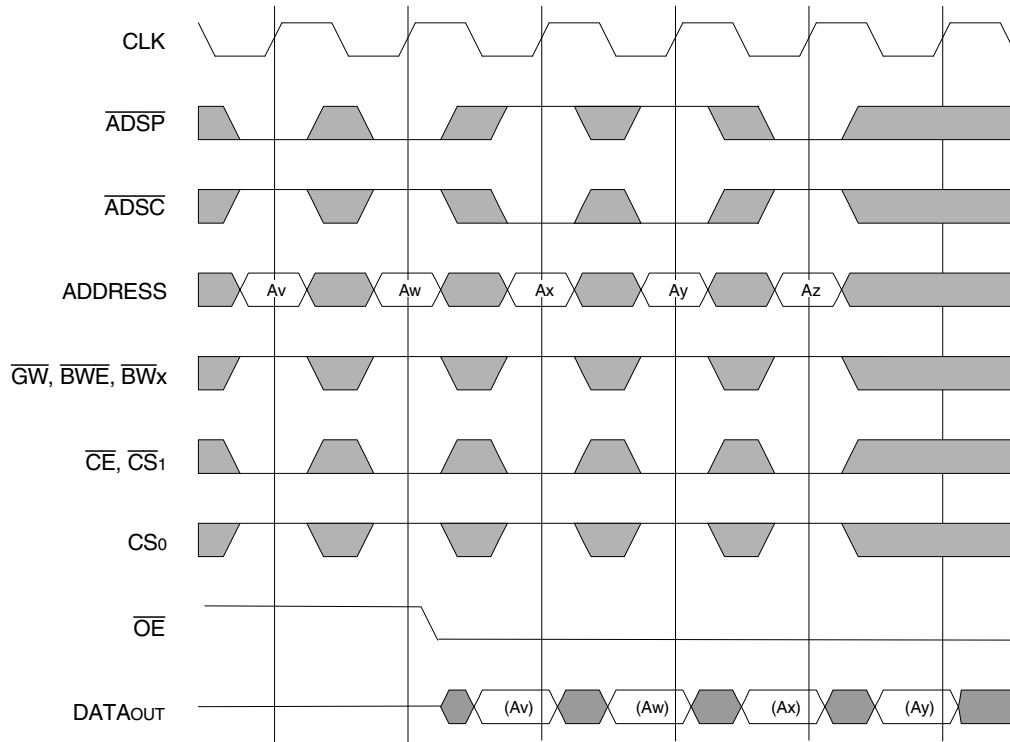 CLK
ADSP
ADSC
ADDRESS Av Aw Ax Ay Az
GW, BWE, BWx
CE, CS1
CS0
OE
DATAOUT (Av) (Aw) (Ax) (Ay)